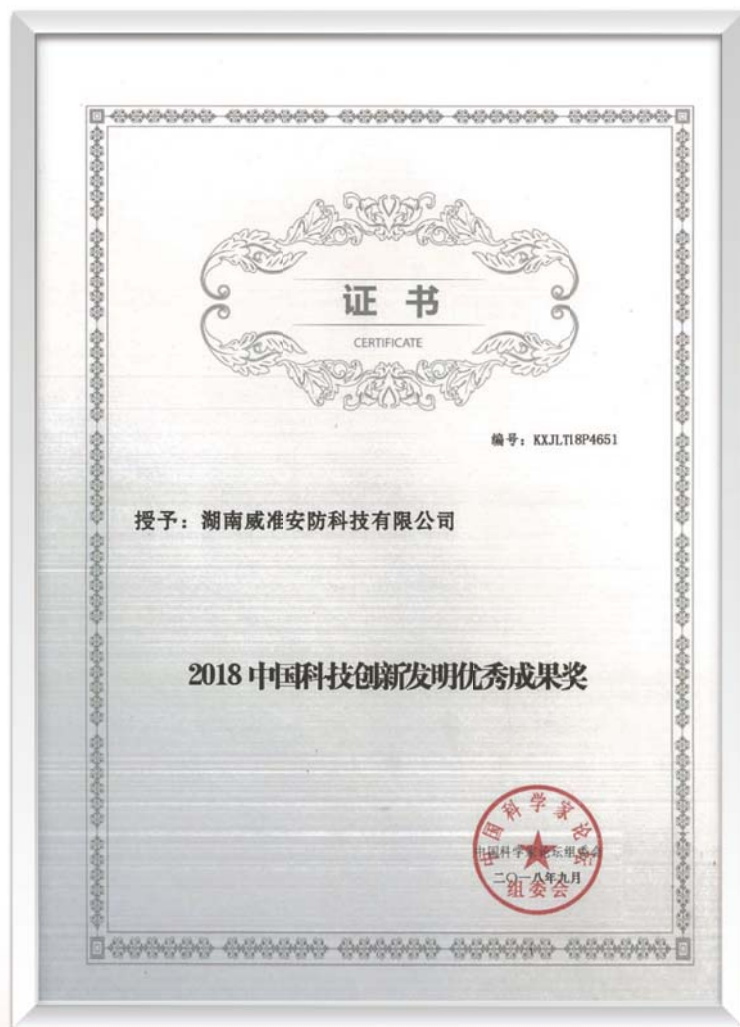 证书
CERTIFICATE
编号：KXJLT18P4651
授予：湖南威准安防科技有限公司
2018 中国科技创新发明优秀成果奖
中国科学家论坛
中国科学家论坛组委会
二〇一八年九月
组委会